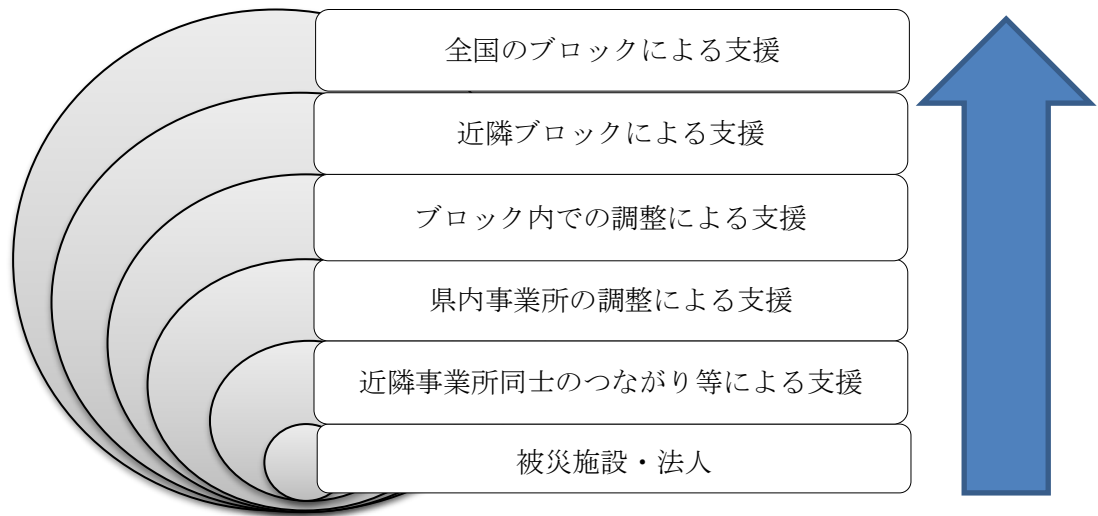 全国のブロックによる支援
近隣ブロックによる支援
ブロック内での調整による支援
県内事業所の調整による支援
近隣事業所同士のつながり等による支援
被災施設・法人